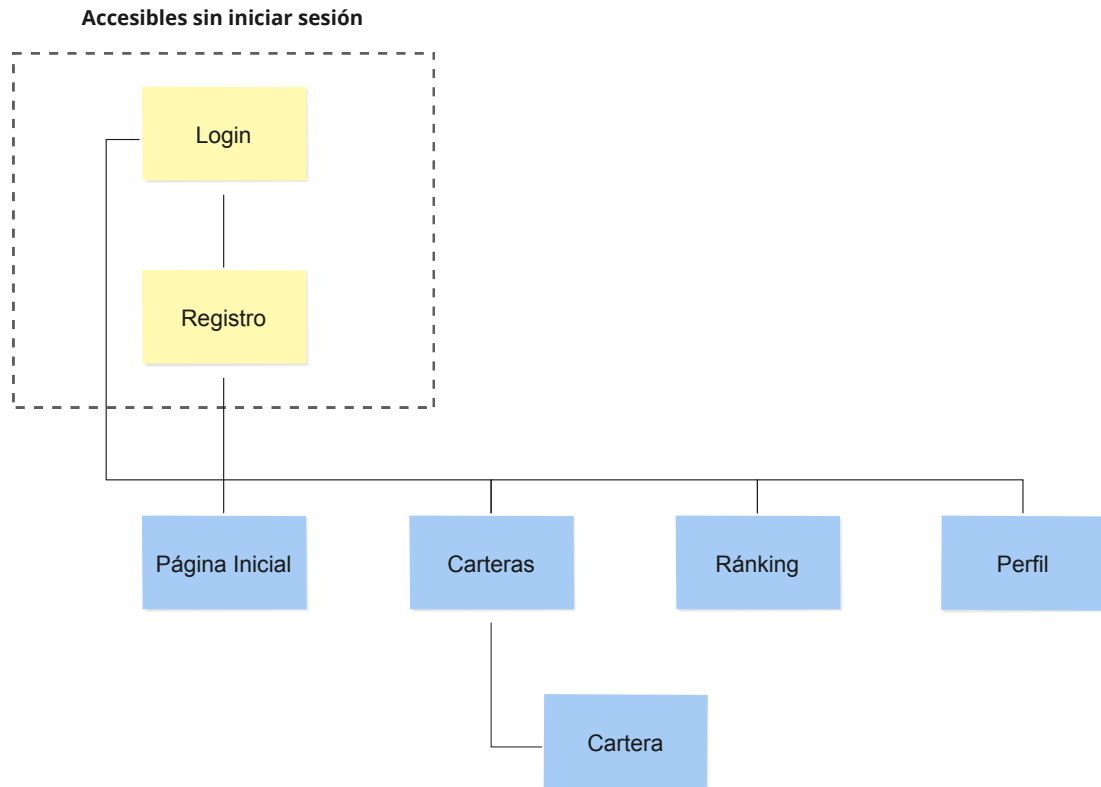 Accesibles sin iniciar sesión
Login
Registro
Página Inicial
Carteras
Ránking
Perfil
Cartera